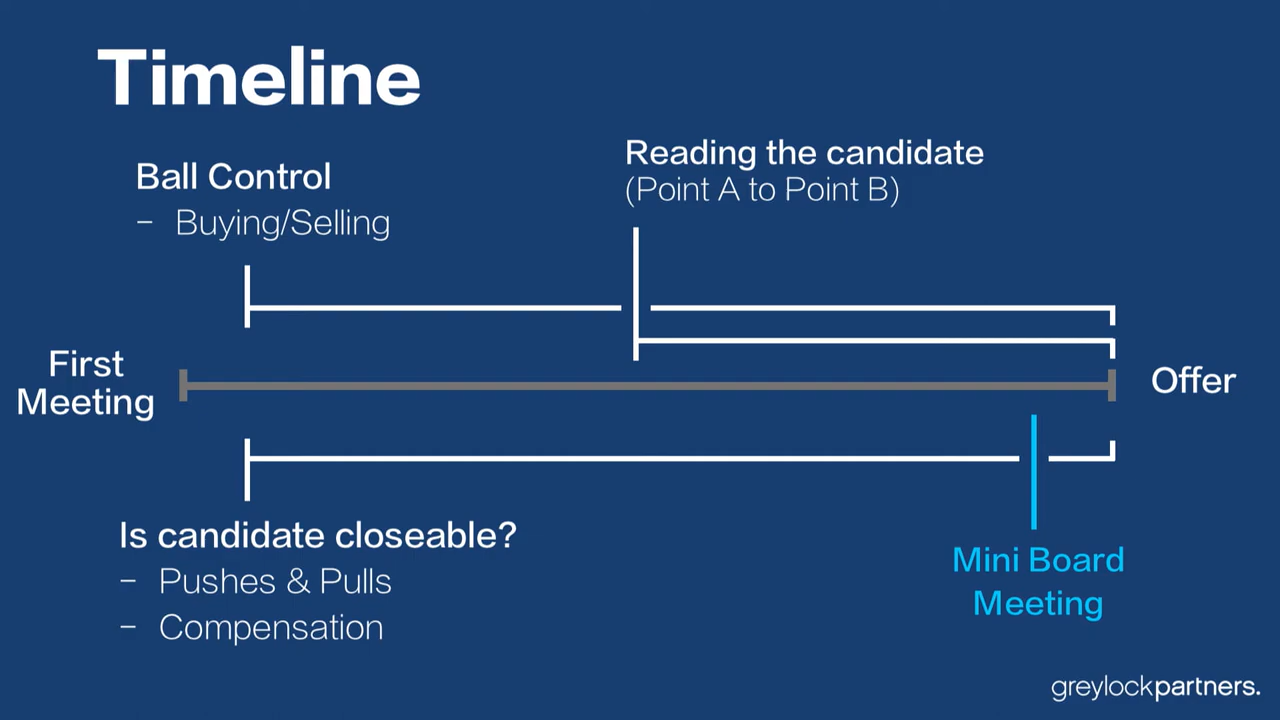 Timeline
Ball Control
– Buying/Selling
Reading the candidate
(Point A to Point B)
First
Meeting
Offer
Is candidate closeable?
– Pushes & Pulls
– Compensation
Mini Board
Meeting
greylockpartners.